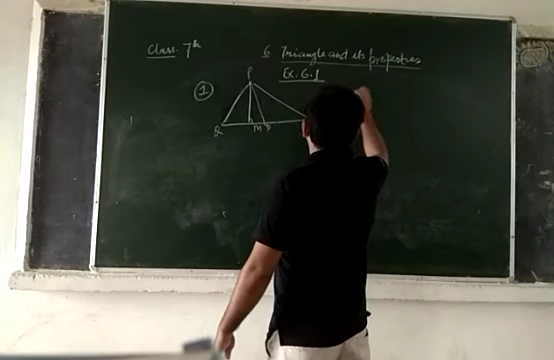 Class. 7th
6 Triangle and its properties
Ex. 6.1
1
P
Q M D